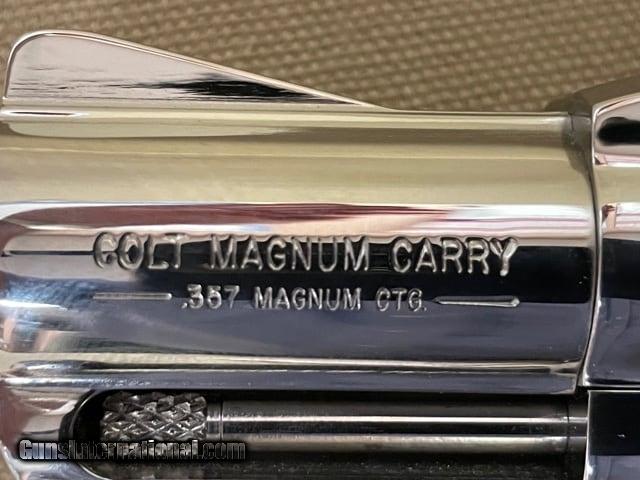 COLT MAGNUM CARRY
.357 MAGNUM CTG.
GunsInternational.com